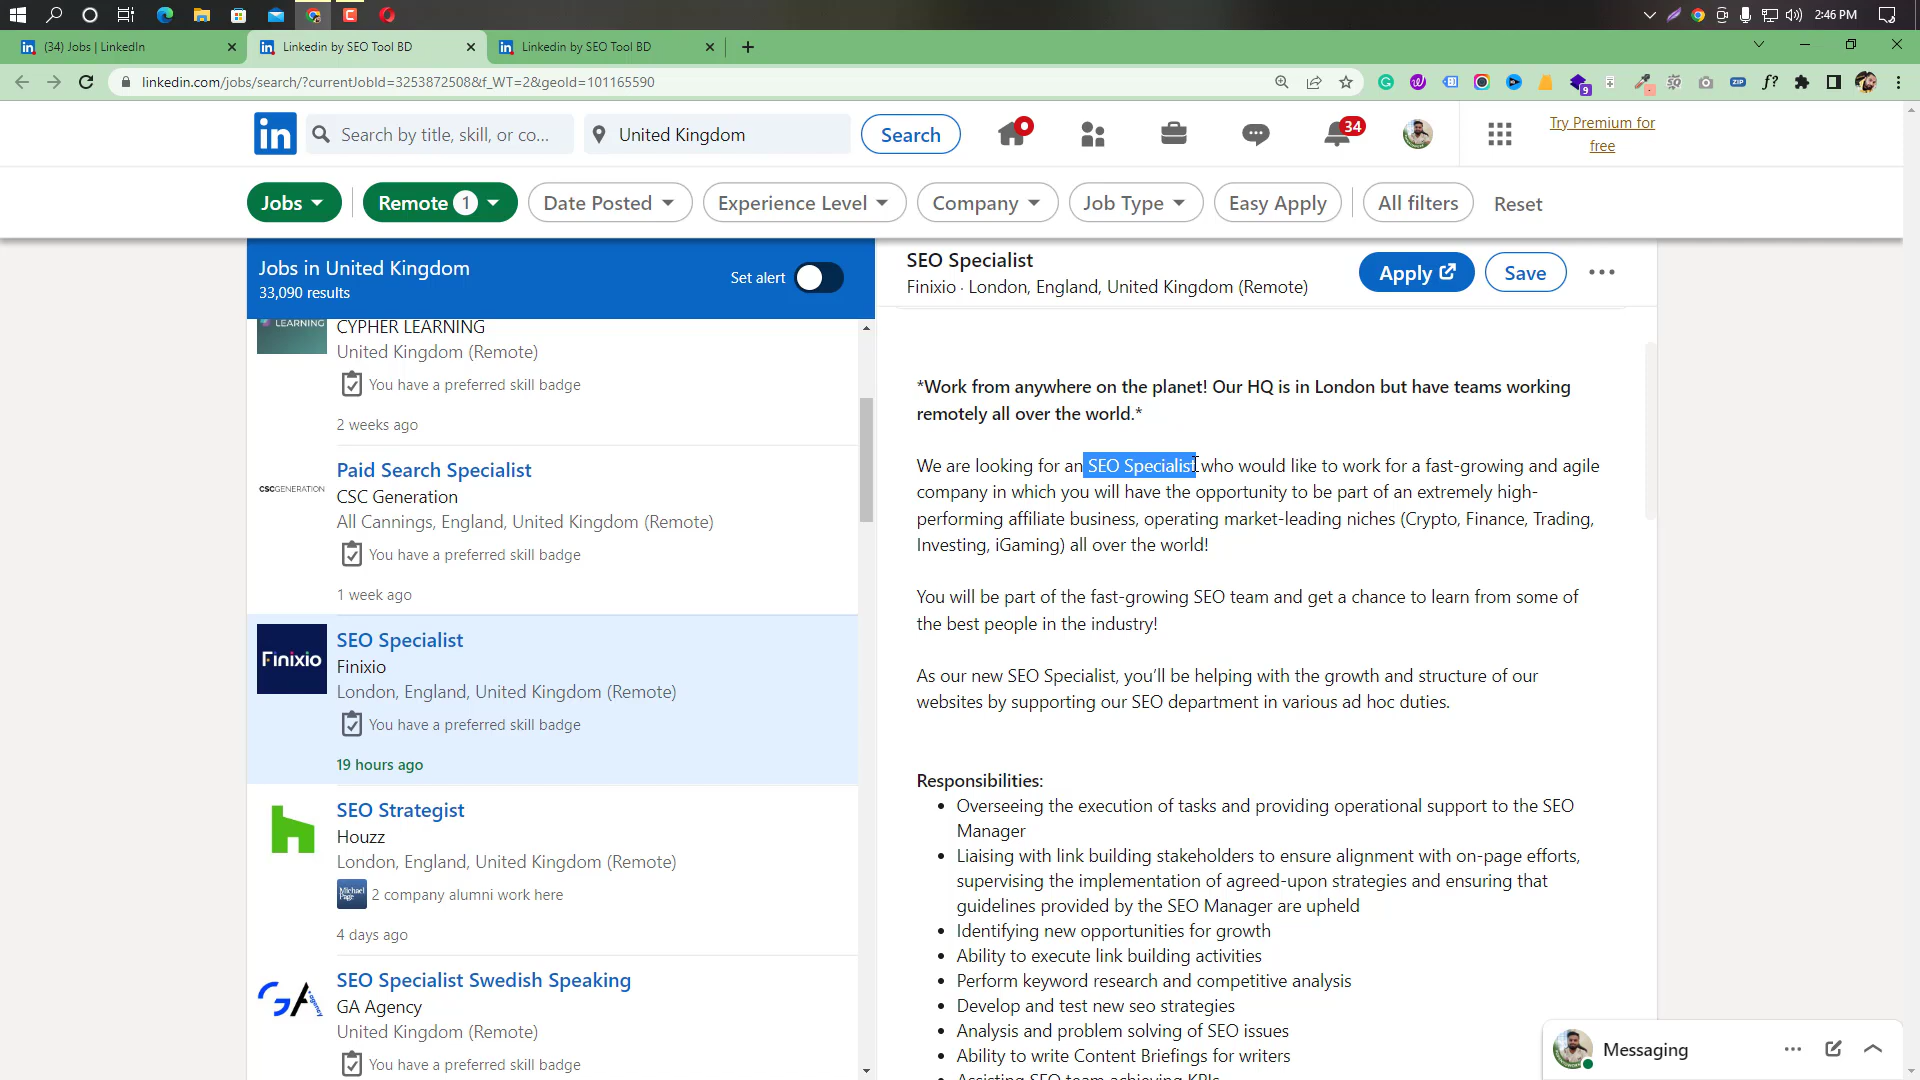 2:46 PM
(34) Jobs | LinkedIn
Linkedin by SEO Tool BD
Linkedin by SEO Tool BD
linkedin.com/jobs/search/?currentJobId=3253872508&f_WT=2&geoId=101165590
9
ZIP
f?
in
Search by title, skill, or co...
United Kingdom
Search
34
Try Premium for
free
Jobs
Remote 1
Date Posted
Experience Level
Company
Job Type
Easy Apply
All filters
Reset
Jobs in United Kingdom
33,090 results
Set alert
LEARNING
CYPHER LEARNING
United Kingdom (Remote)
You have a preferred skill badge
2 weeks ago
Paid Search Specialist
CSCGENERATION
CSC Generation
All Cannings, England, United Kingdom (Remote)
You have a preferred skill badge
1 week ago
SEO Specialist
Finixio
Finixio
London, England, United Kingdom (Remote)
You have a preferred skill badge
19 hours ago
SEO Strategist
Houzz
London, England, United Kingdom (Remote)
Michael
Page
2 company alumni work here
4 days ago
SEO Specialist Swedish Speaking
GA agency
GA Agency
United Kingdom (Remote)
You have a preferred skill badge
SEO Specialist
Finixio · London, England, United Kingdom (Remote)
Apply
Save
*Work from anywhere on the planet! Our HQ is in London but have teams working
remotely all over the world.*
We are looking for an SEO Specialist who would like to work for a fast-growing and agile
company in which you will have the opportunity to be part of an extremely high-
performing affiliate business, operating market-leading niches (Crypto, Finance, Trading,
Investing, iGaming) all over the world!
You will be part of the fast-growing SEO team and get a chance to learn from some of
the best people in the industry!
As our new SEO Specialist, you’ll be helping with the growth and structure of our
websites by supporting our SEO department in various ad hoc duties.
Responsibilities:
• Overseeing the execution of tasks and providing operational support to the SEO
Manager
• Liaising with link building stakeholders to ensure alignment with on-page efforts,
supervising the implementation of agreed-upon strategies and ensuring that
guidelines provided by the SEO Manager are upheld
• Identifying new opportunities for growth
• Ability to execute link building activities
• Perform keyword research and competitive analysis
• Develop and test new seo strategies
• Analysis and problem solving of SEO issues
• Ability to write Content Briefings for writers
• Assisting SEO team achieving KPIs
Messaging